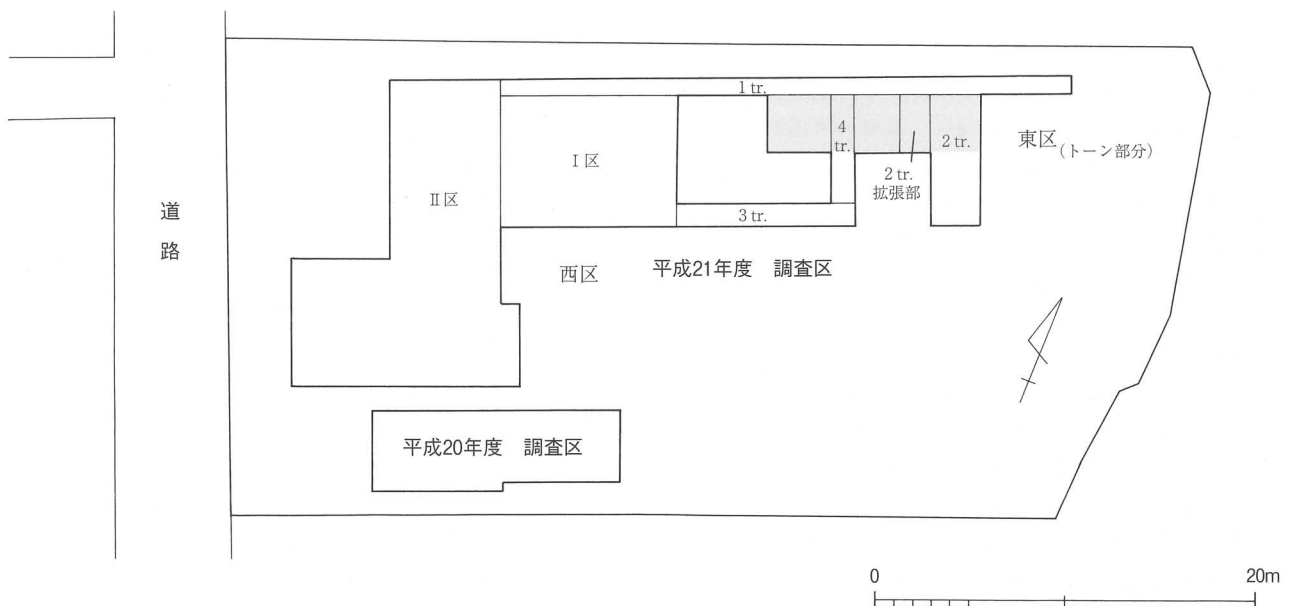 1 tr.
4
tr.
2 tr.
東区(トーン部分)
Ⅰ区
2 tr.
拡張部
Ⅱ区
3 tr.
道
路
西区
平成21年度 調査区
平成20年度 調査区
0
20m